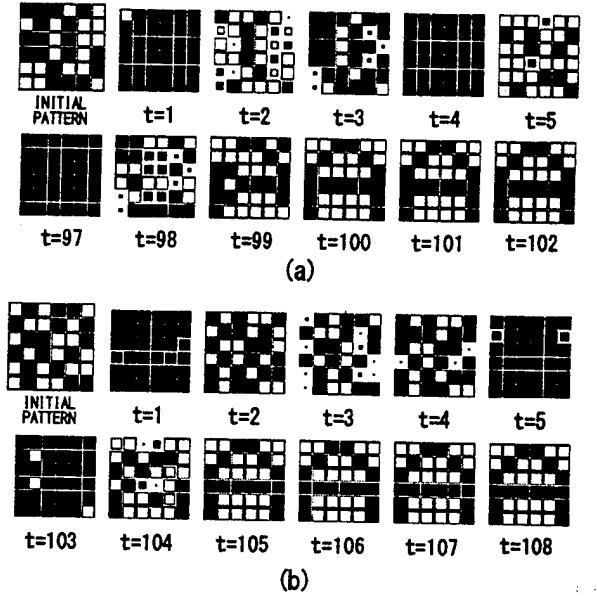 INITIAL
PATTERN
t=1 t=2 t=3 t=4 t=5
t=97 t=98 t=99 t=100 t=101 t=102
(a)
INITIAL
PATTERN
t=1 t=2 t=3 t=4 t=5
t=103 t=104 t=105 t=106 t=107 t=108
(b)